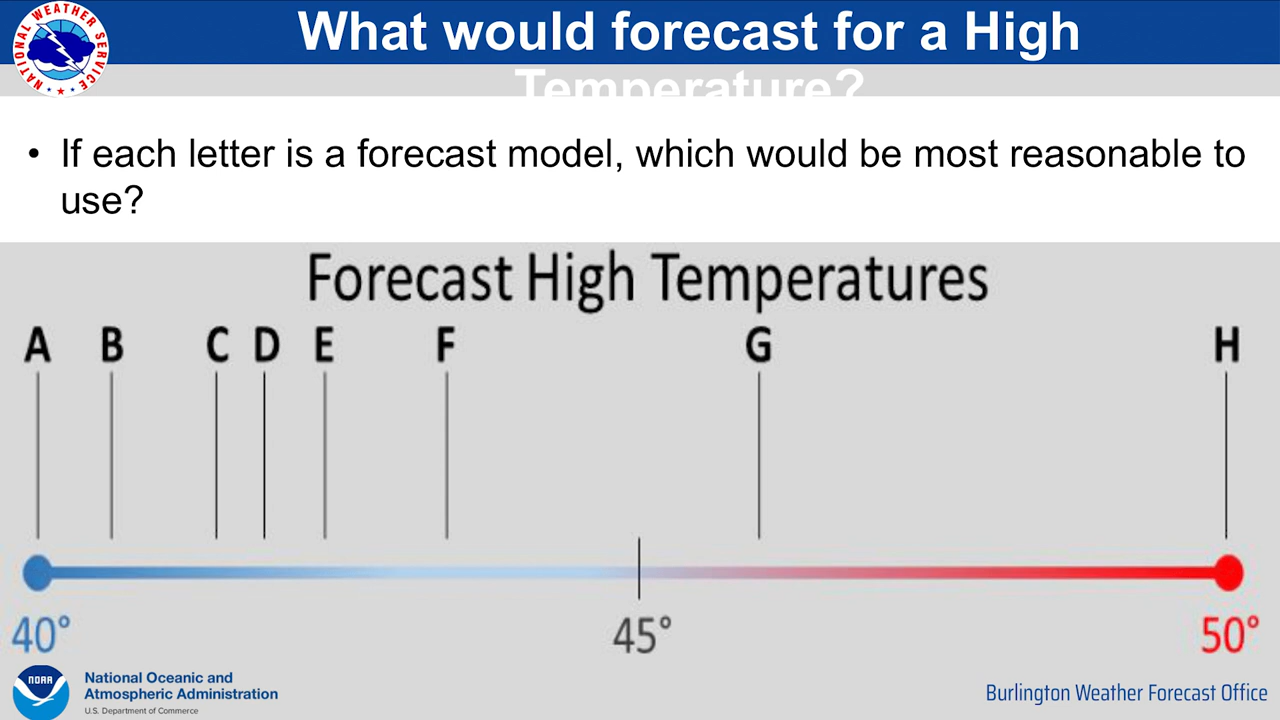 What would forecast for a High
Temperature?
NATIONAL WEATHER SERVICE
• If each letter is a forecast model, which would be most reasonable to
use?
Forecast High Temperatures
A B C D E F G H
40° 45° 50°
NOAA
National Oceanic and
Atmospheric Administration
U.S. Department of Commerce
Burlington Weather Forecast Office